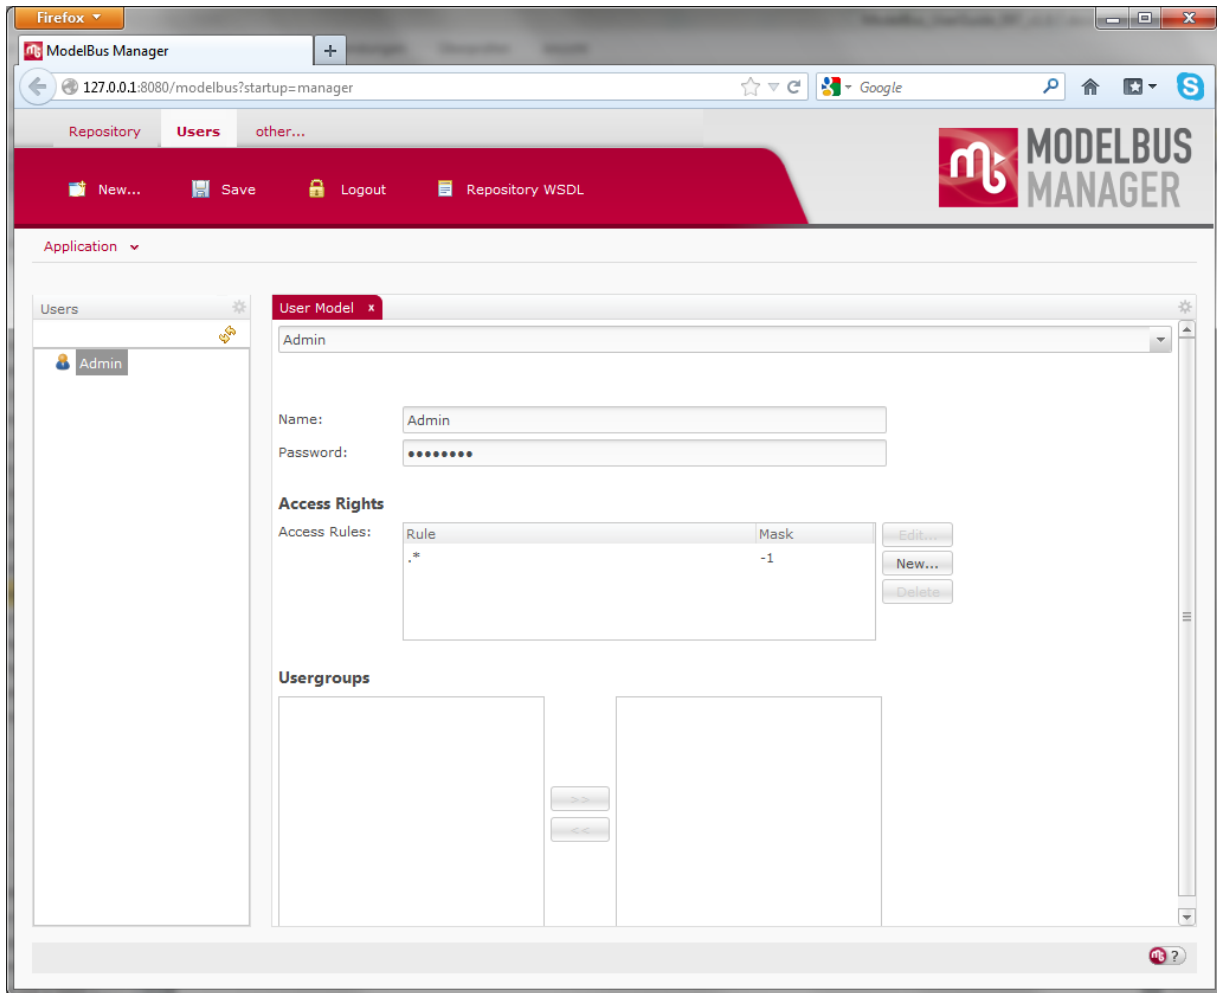 Firefox
ModelBus Manager
127.0.0.1:8080/modelbus?startup=manager
Google
Repository Users other...
MODELBUS
MANAGER
New... Save Logout Repository WSDL
Application
Users
User Model x
Admin
Admin
Name: Admin
Password: ••••••••
Access Rights
Access Rules: Rule Mask Edit...
.* -1
New...
Delete
Usergroups
>>
<<
?